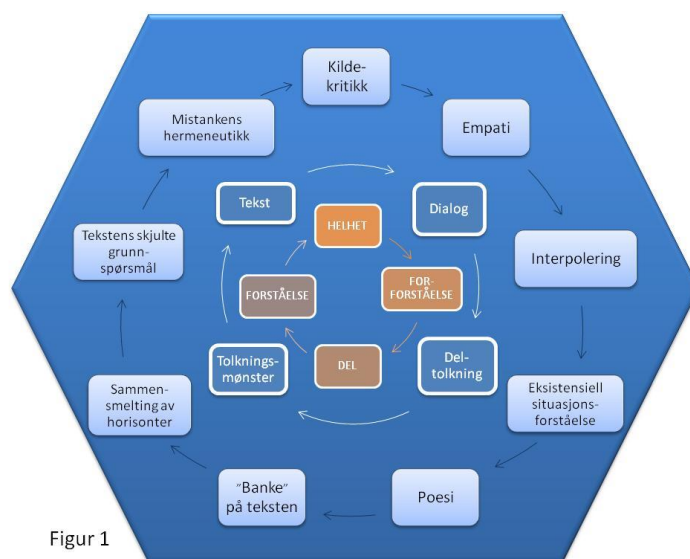 Kilde-
kritikk
Empati
Interpolering
Eksistensiell
situasjons-
forståelse
Poesi
”Banke”
på teksten
Sammen-
smelting av
horisonter
Tekstens skjulte
grunn-
spørsmål
Mistankens
hermeneutikk
Tekst
Dialog
Del-
tolkning
Tolknings-
mønster
HELHET
FOR-
FORSTÅELSE
DEL
FORSTÅELSE
Figur 1